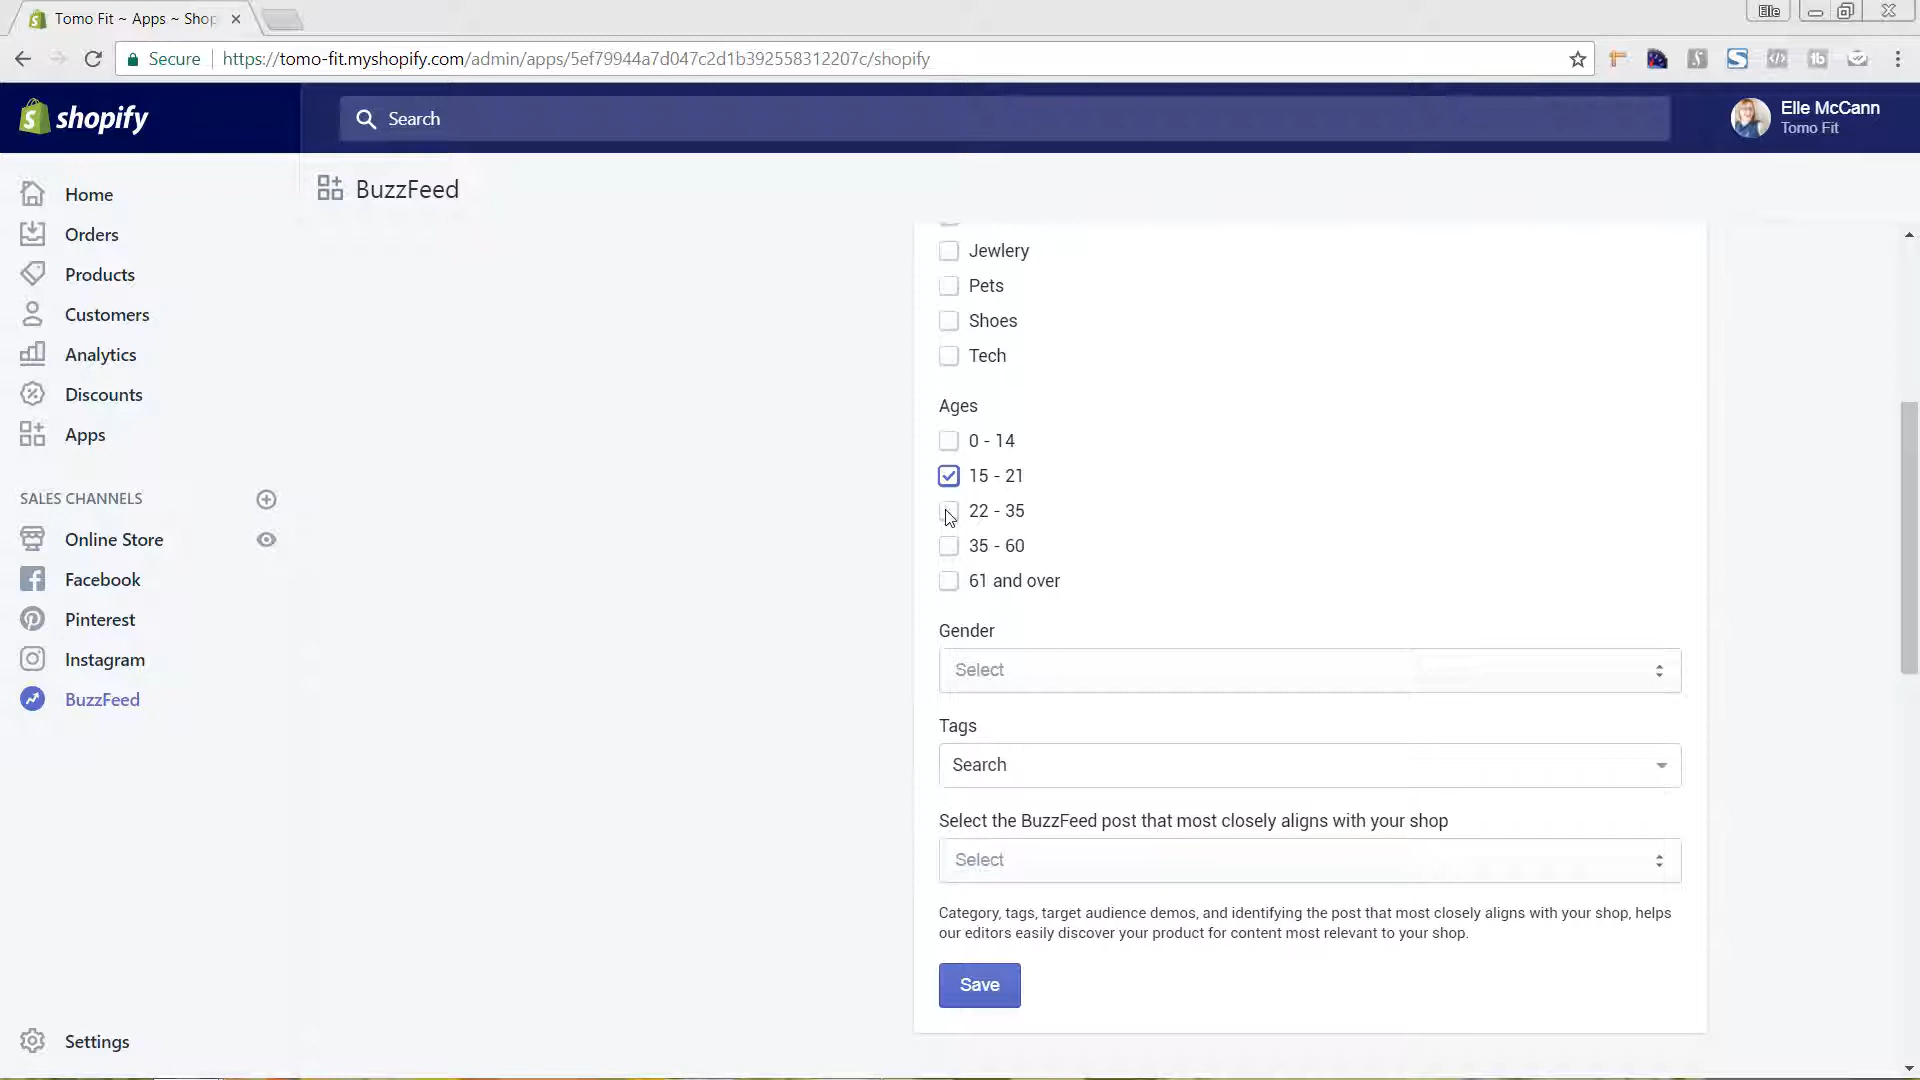 Tomo Fit ~ Apps ~ Shop
Elle
Secure
https://tomo-fit.myshopify.com/admin/apps/5ef79944a7d047c2d1b392558312207c/shopify
shopify
Search
Elle McCann
Tomo Fit
BuzzFeed
Home
Orders
Products
Customers
Analytics
Discounts
Apps
SALES CHANNELS
Online Store
Facebook
Pinterest
Instagram
BuzzFeed
Settings
Jewlery
Pets
Shoes
Tech
Ages
0 - 14
15 - 21
22 - 35
35 - 60
61 and over
Gender
Select
Tags
Search
Select the BuzzFeed post that most closely aligns with your shop
Select
Category, tags, target audience demos, and identifying the post that most closely aligns with your shop, helps
our editors easily discover your product for content most relevant to your shop.
Save